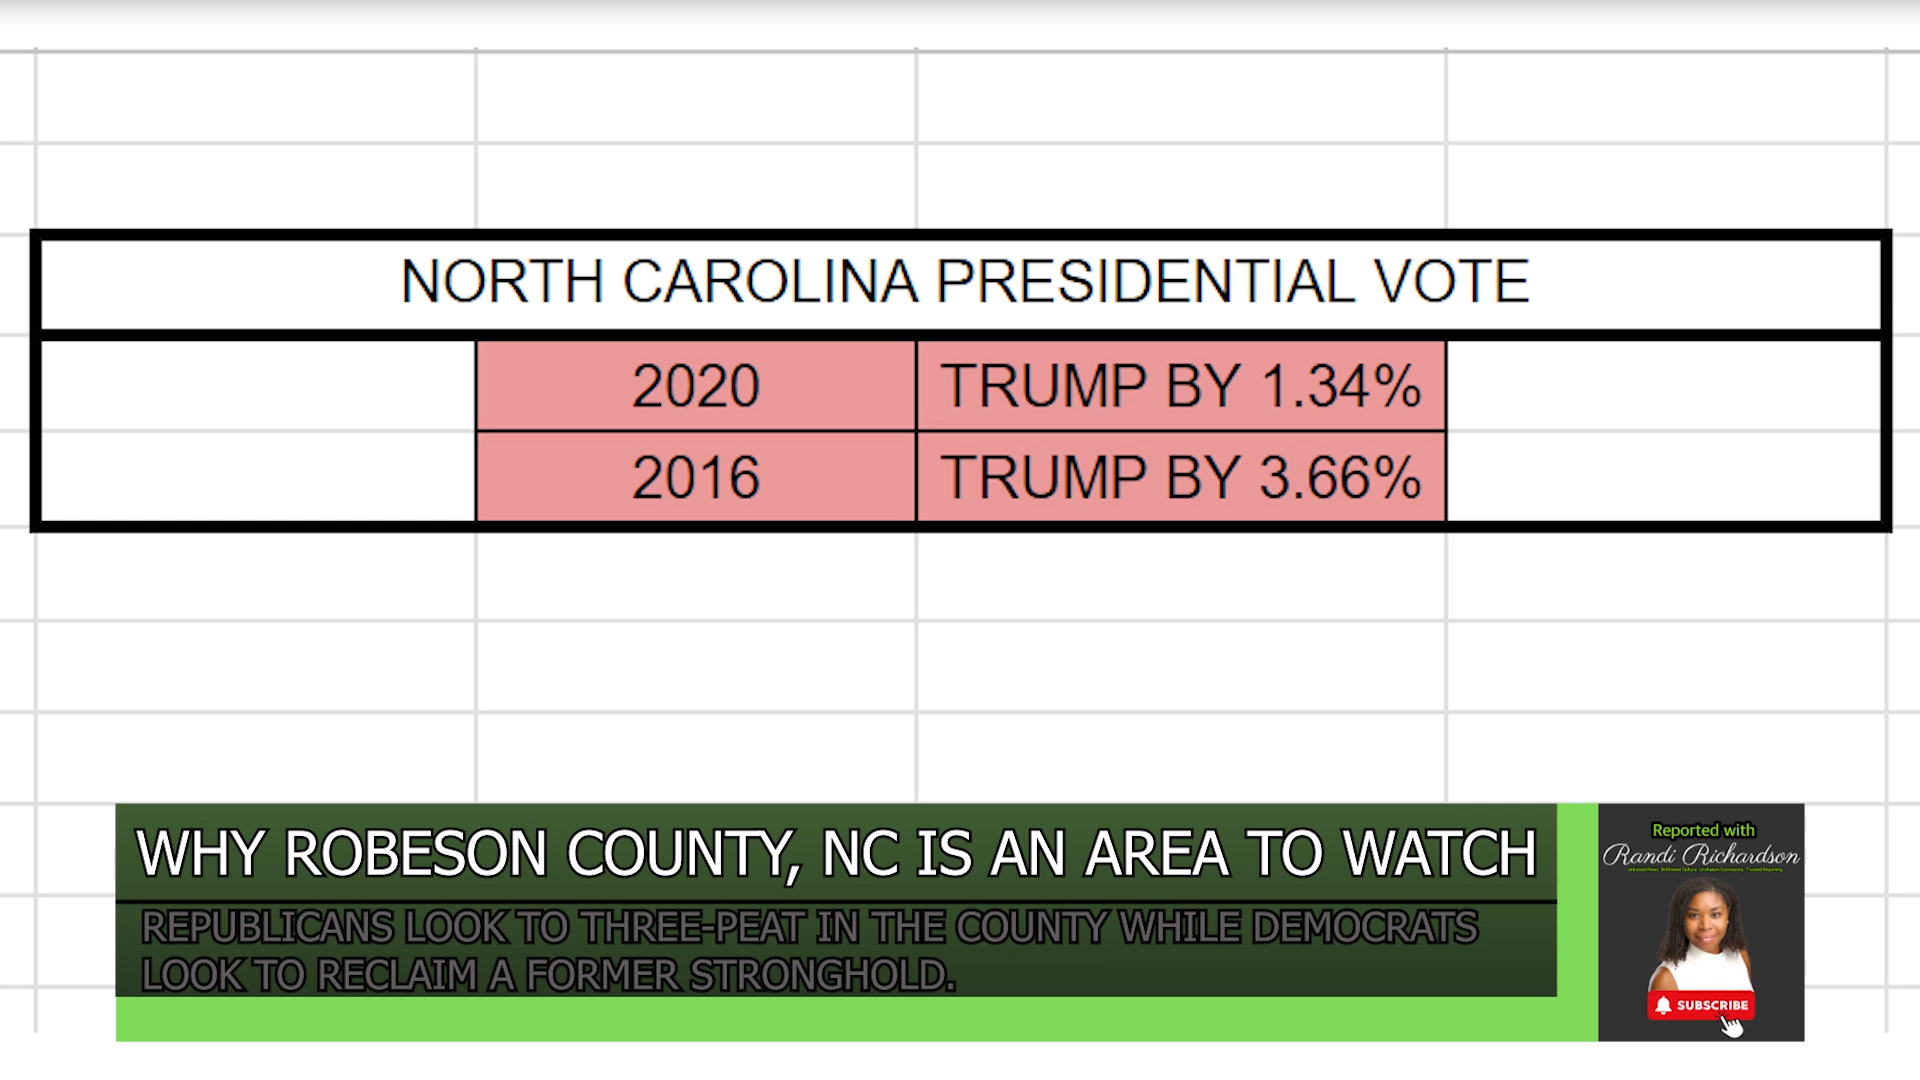 NORTH CAROLINA PRESIDENTIAL VOTE
2020 TRUMP BY 1.34%
2016 TRUMP BY 3.66%
WHY ROBESON COUNTY, NC IS AN AREA TO WATCH
REPUBLICANS LOOK TO THREE-PEAT IN THE COUNTY WHILE DEMOCRATS
LOOK TO RECLAIM A FORMER STRONGHOLD.
Reported with
Randi Richardson
SUBSCRIBE